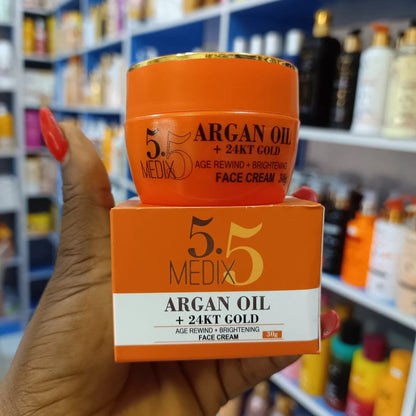 5.5
MEDIX
ARGAN OIL
+ 24KT GOLD
AGE REWIND + BRIGHTENING
FACE CREAM 30g
5.5
MEDIX
ARGAN OIL
+ 24KT GOLD
AGE REWIND + BRIGHTENING
FACE CREAM 30g